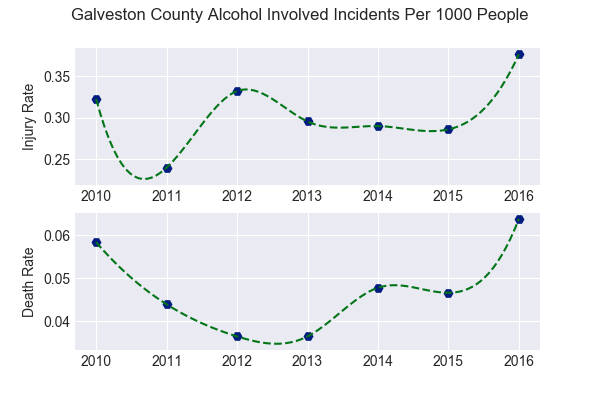 Galveston County Alcohol Involved Incidents Per 1000 People
Injury Rate
0.35
0.30
0.25
2010 2011 2012 2013 2014 2015 2016
Death Rate
0.06
0.05
0.04
2010 2011 2012 2013 2014 2015 2016